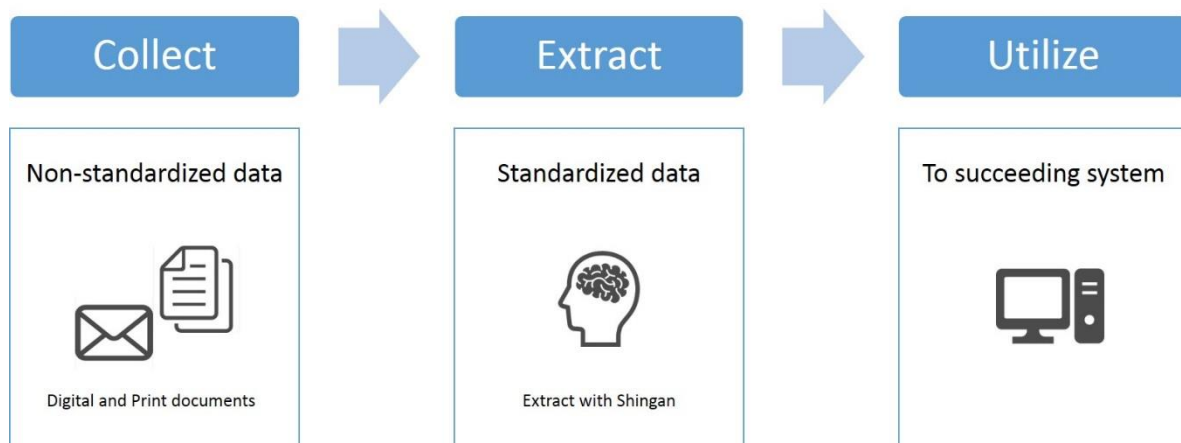 Collect
Extract
Utilize
Non-standardized data
Standardized data
To succeeding system
Digital and Print documents
Extract with Shingan